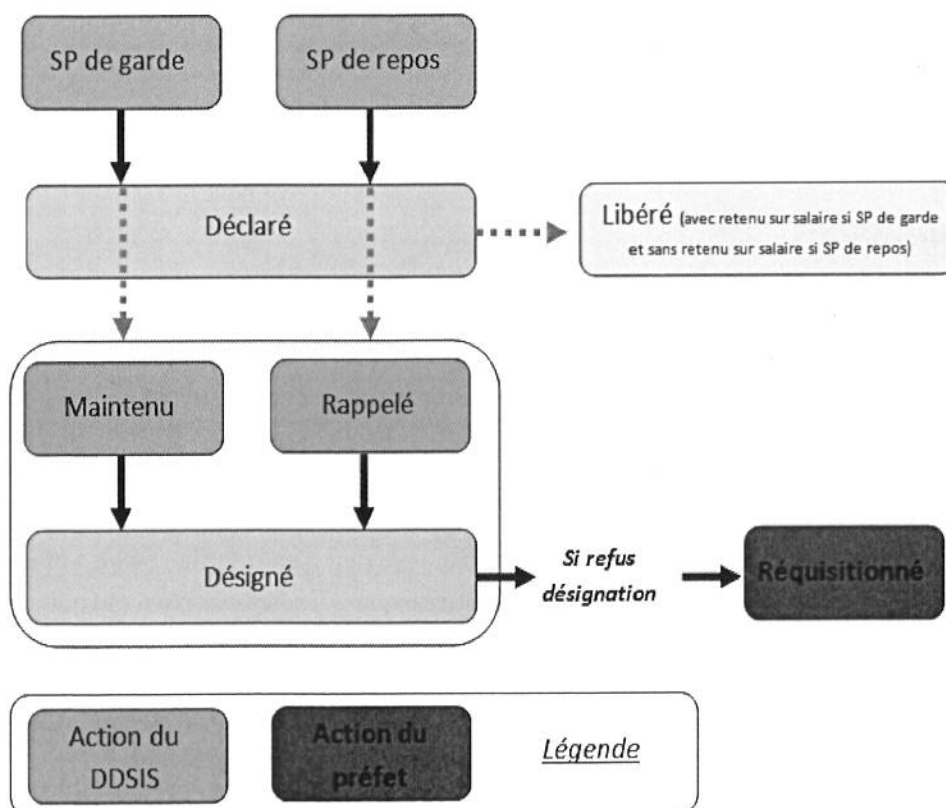 SP de garde
SP de repos
Déclaré
Libéré (avec retenu sur salaire si SP de garde
et sans retenu sur salaire si SP de repos)
Maintenu
Rappelé
Désigné
Si refus
désignation
Réquisitionné
Action du
DDSIS
Action du
préfet
Légende